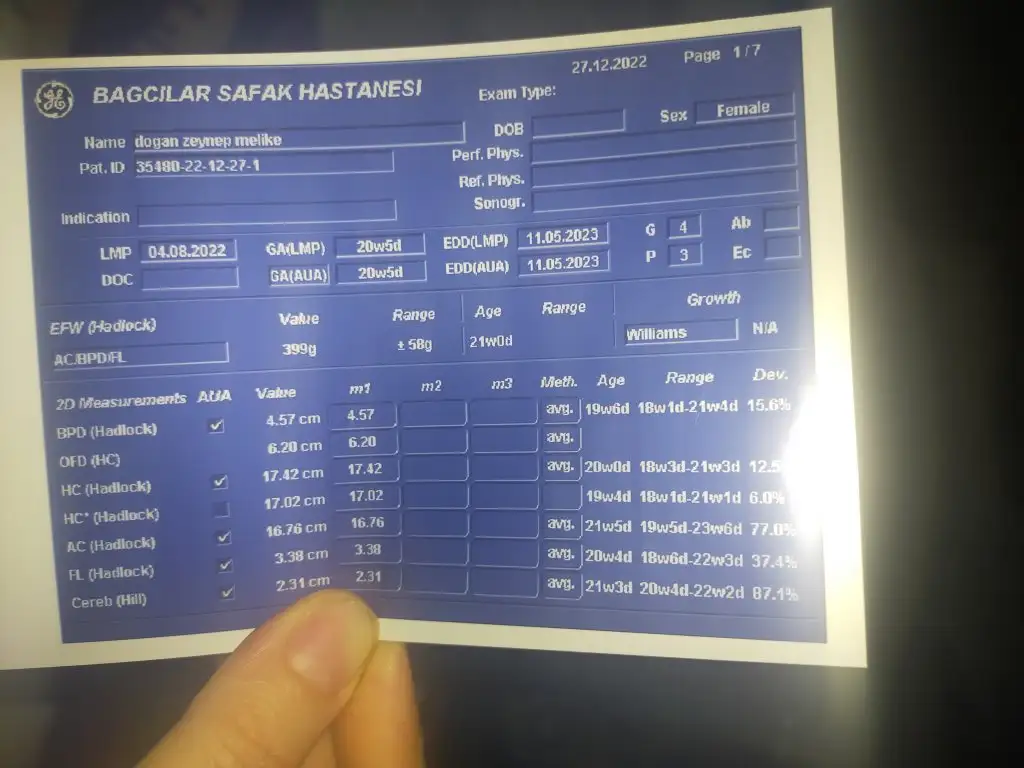 27.12.2022 Page 1/7
BAGCILAR SAFAK HASTANESI Exam Type:
Name dogan zeynep melike DOB Sex Female
Pat. ID 35480-22-12-27-1 Perf. Phys.
Ref. Phys.
Indication Sonogr.
LMP 04.08.2022 GA(LMP) 20w5d EDD(LMP) 11.05.2023 G 4 Ab
DOC GA(AUA) 20w5d EDD(AUA) 11.05.2023 P 3 Ec
EFW (Hadlock) Value Range Age Range Growth
AC/BPD/FL 399g ± 58g 21w0d Williams N/A
2D Measurements AUA Value m1 m2 m3 Meth. Age Range Dev.
BPD (Hadlock) 4.57 cm 4.57 avg. 19w6d 18w1d-21w4d 15.6%
OFD (HC) 6.20 cm 6.20 avg.
HC (Hadlock) 17.42 cm 17.42 avg. 20w0d 18w3d-21w3d 12.5
HC* (Hadlock) 17.02 cm 17.02 19w4d 18w1d-21w1d 6.0%
AC (Hadlock) 16.76 cm 16.76 avg. 21w5d 19w5d-23w6d 77.0%
FL (Hadlock) 3.38 cm 3.38 avg. 20w4d 18w6d-22w3d 37.4%
Cereb (Hill) 2.31 cm 2.31 avg. 21w3d 20w4d-22w2d 87.1%